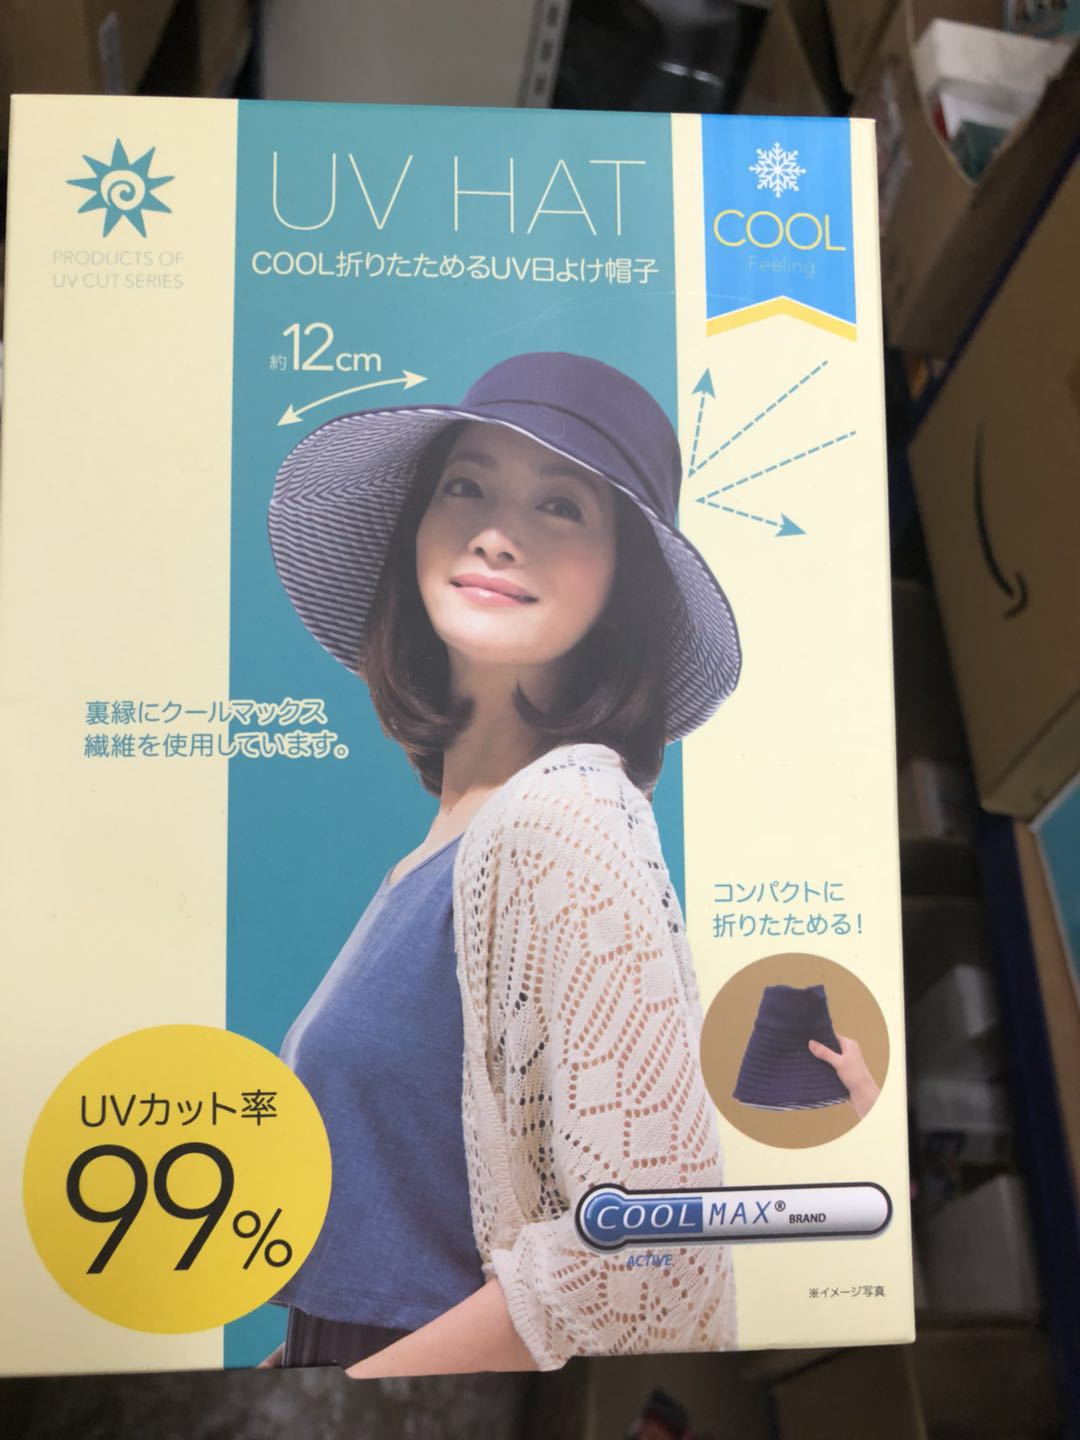 PRODUCTS OF
UV CUT SERIES
UV HAT
COOL折りたためるUV日よけ帽子
COOL
Feeling
約12cm
裏縁にクールマックス
繊維を使用しています。
コンパクトに
折りたためる!
UVカット率
99%
COOLMAX® BRAND
ACTIVE
※イメージ写真